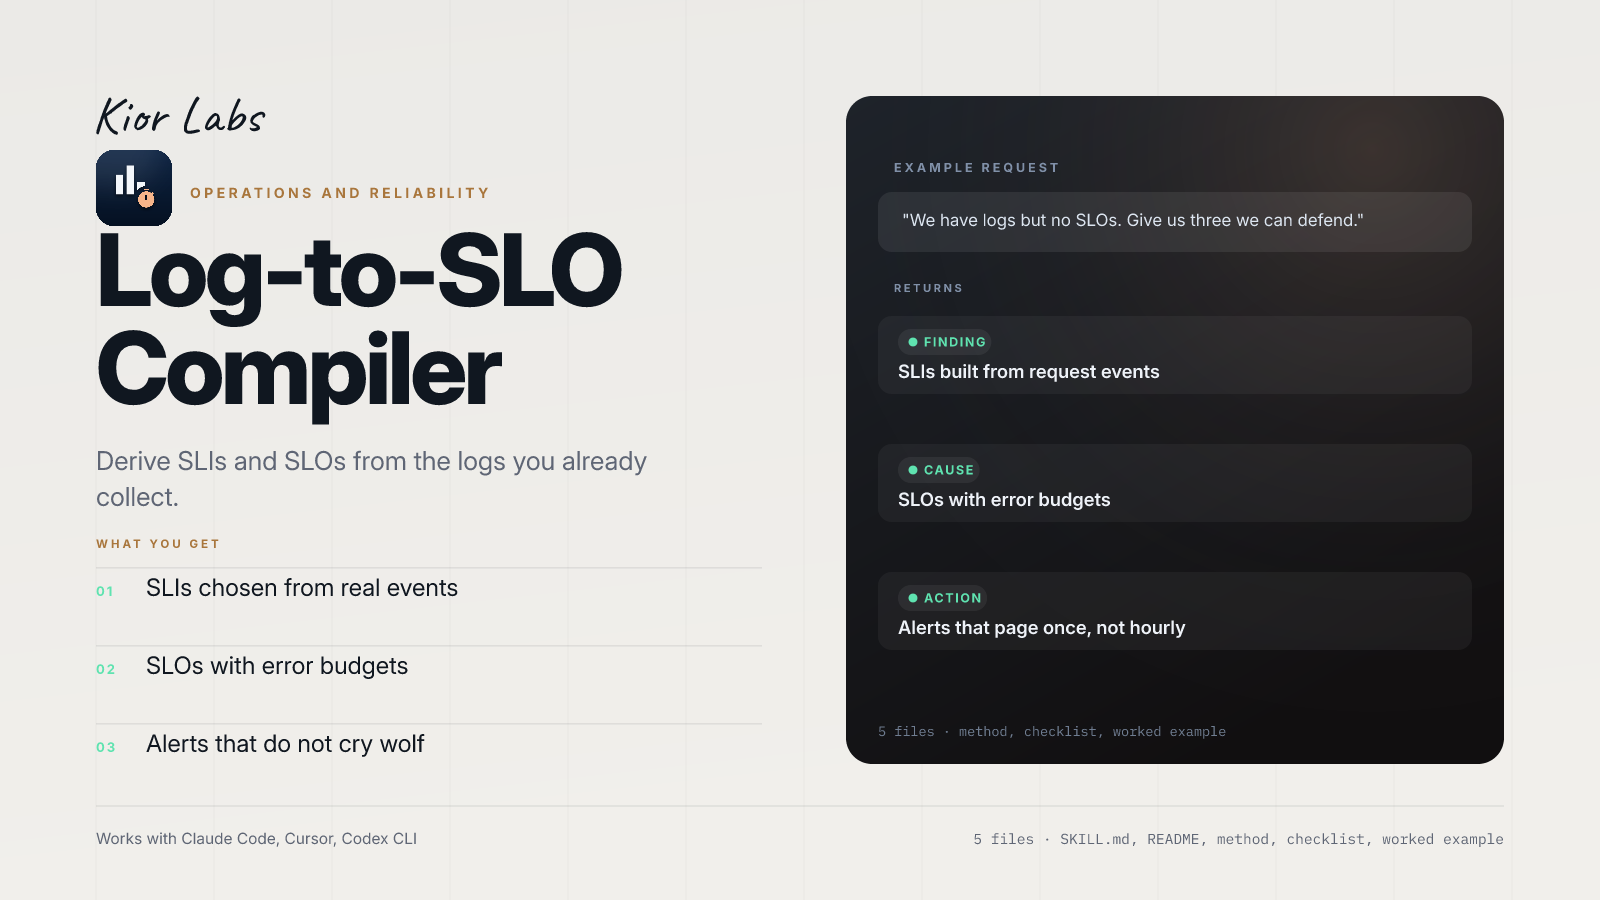 Kior Labs
OPERATIONS AND RELIABILITY
Log-to-SLO
Compiler
Derive SLIs and SLOs from the logs you already
collect.
WHAT YOU GET
01 SLIs chosen from real events
02 SLOs with error budgets
03 Alerts that do not cry wolf
EXAMPLE REQUEST
"We have logs but no SLOs. Give us three we can defend."
RETURNS
FINDING
SLIs built from request events
CAUSE
SLOs with error budgets
ACTION
Alerts that page once, not hourly
5 files · method, checklist, worked example
Works with Claude Code, Cursor, Codex CLI
5 files · SKILL.md, README, method, checklist, worked example